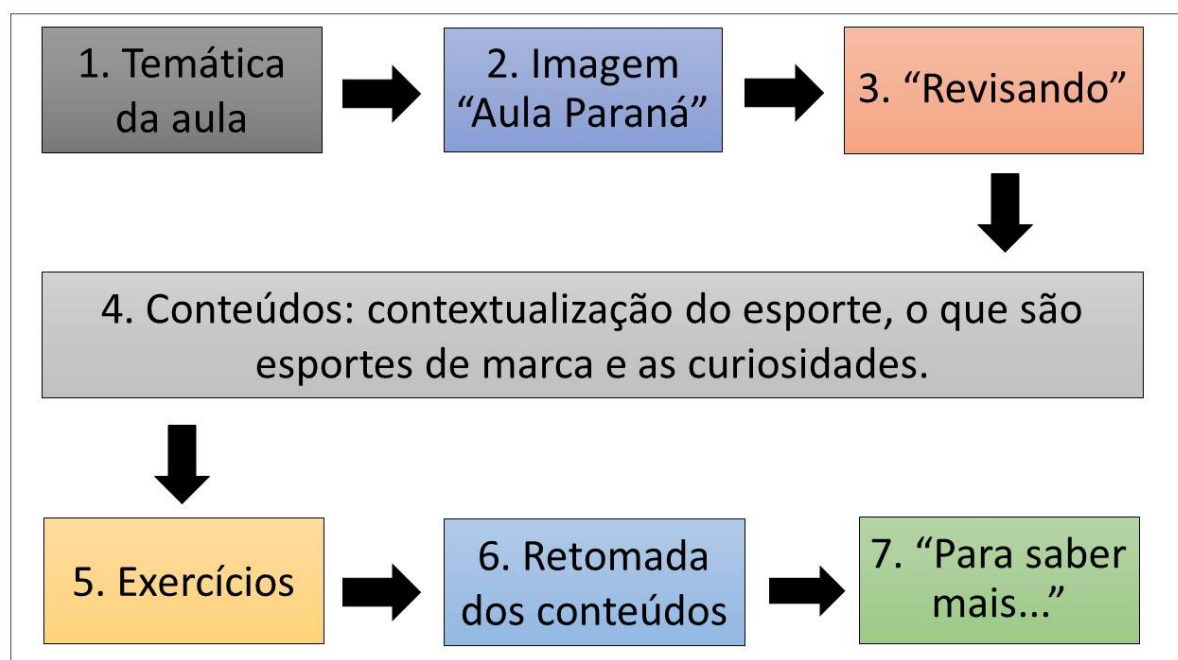 1. Temática
da aula
2. Imagem
“Aula Paraná”
3. “Revisando”
4. Conteúdos: contextualização do esporte, o que são
esportes de marca e as curiosidades.
5. Exercícios
6. Retomada
dos conteúdos
7. “Para saber
mais...”